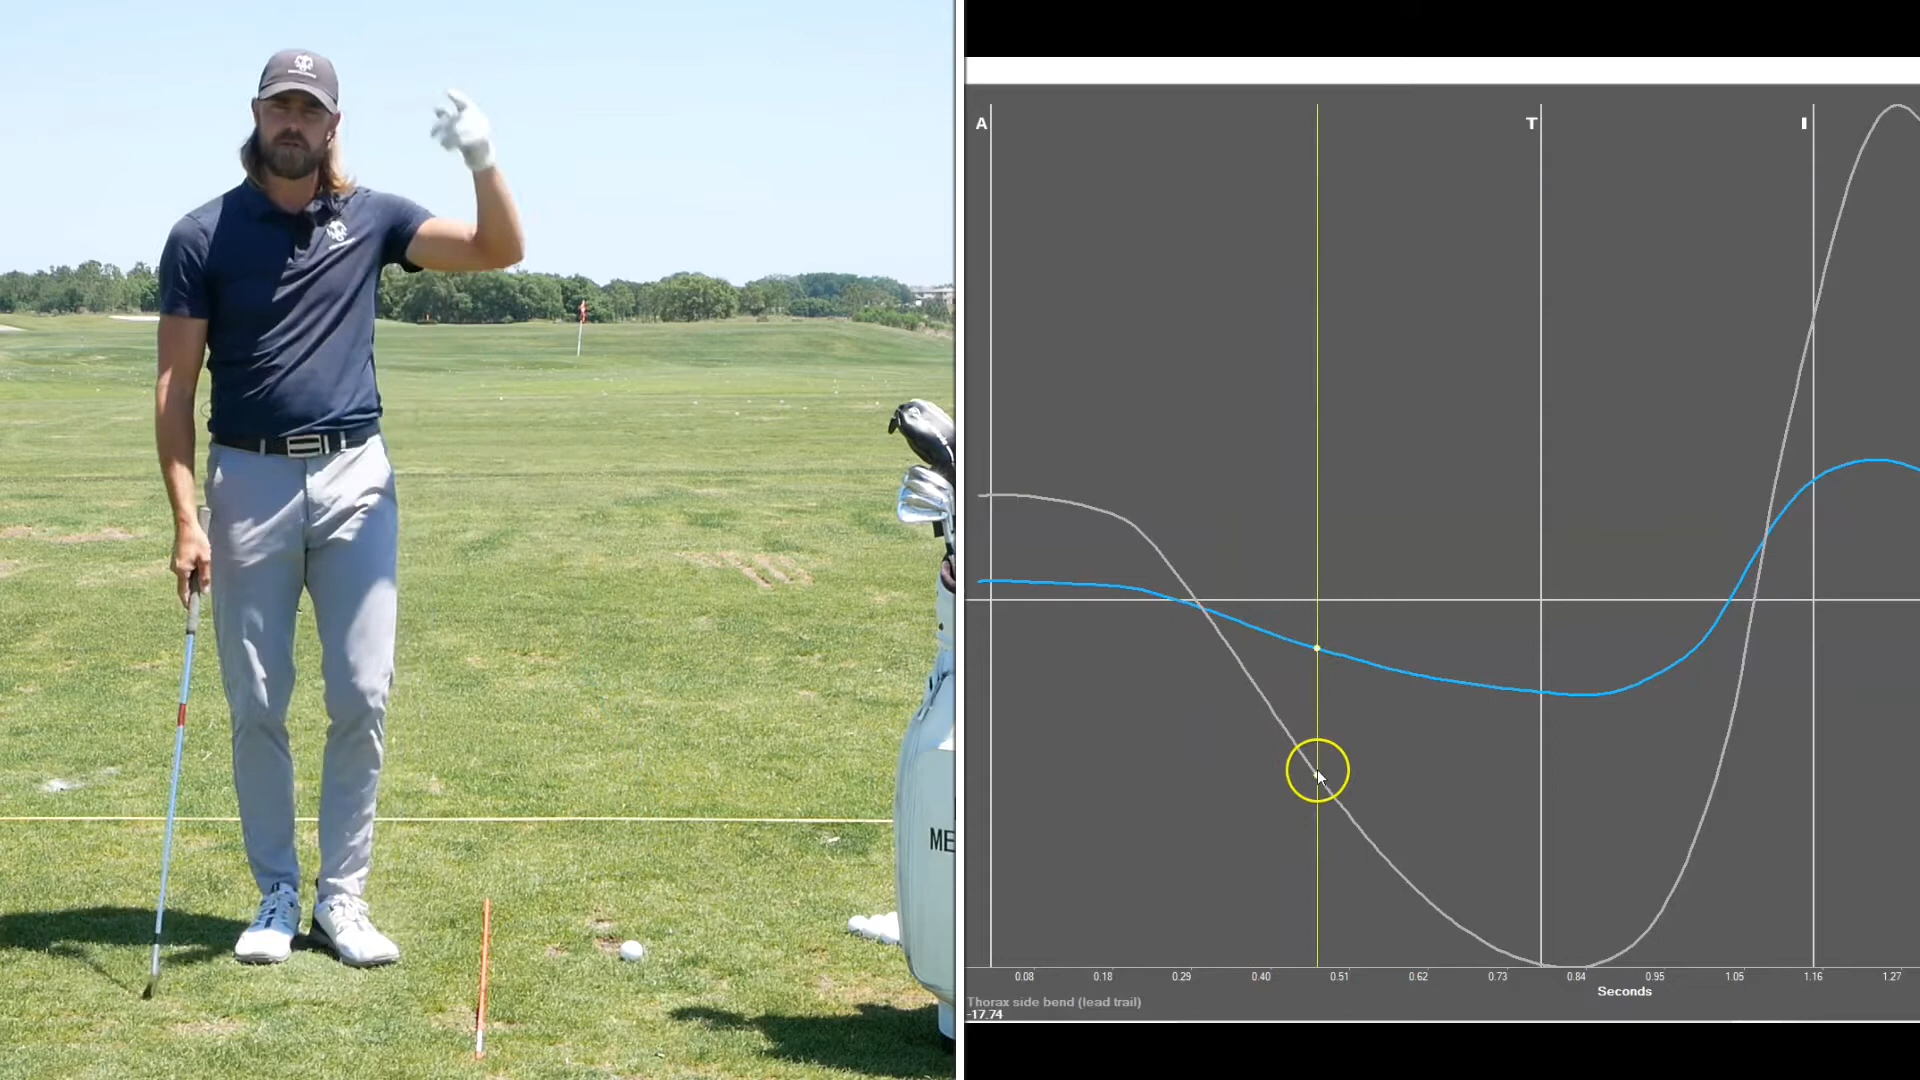 ME
A
T
I
0.08 0.18 0.29 0.40 0.51 0.62 0.73 0.84 0.95 1.05 1.16 1.27
Seconds
Thorax side bend (lead trail)
-17.74